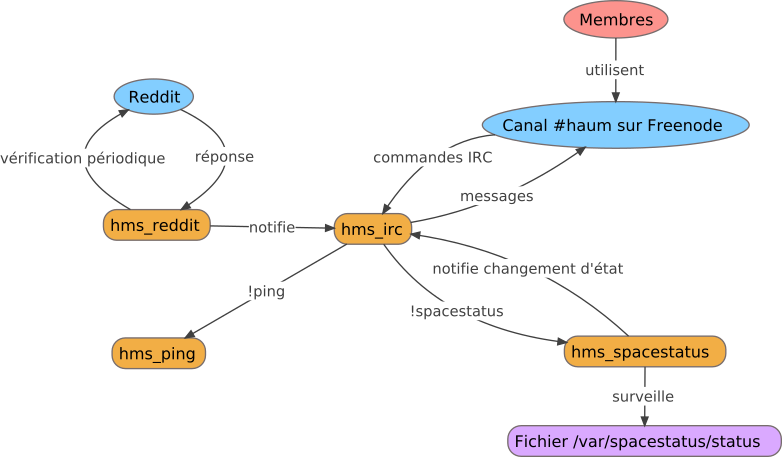 Membres
utilisent
Reddit
Canal #haum sur Freenode
vérification périodique
réponse
commandes IRC
messages
hms_reddit
notifie
hms_irc
notifie changement d'état
!ping
!spacestatus
hms_ping
hms_spacestatus
surveille
Fichier /var/spacestatus/status